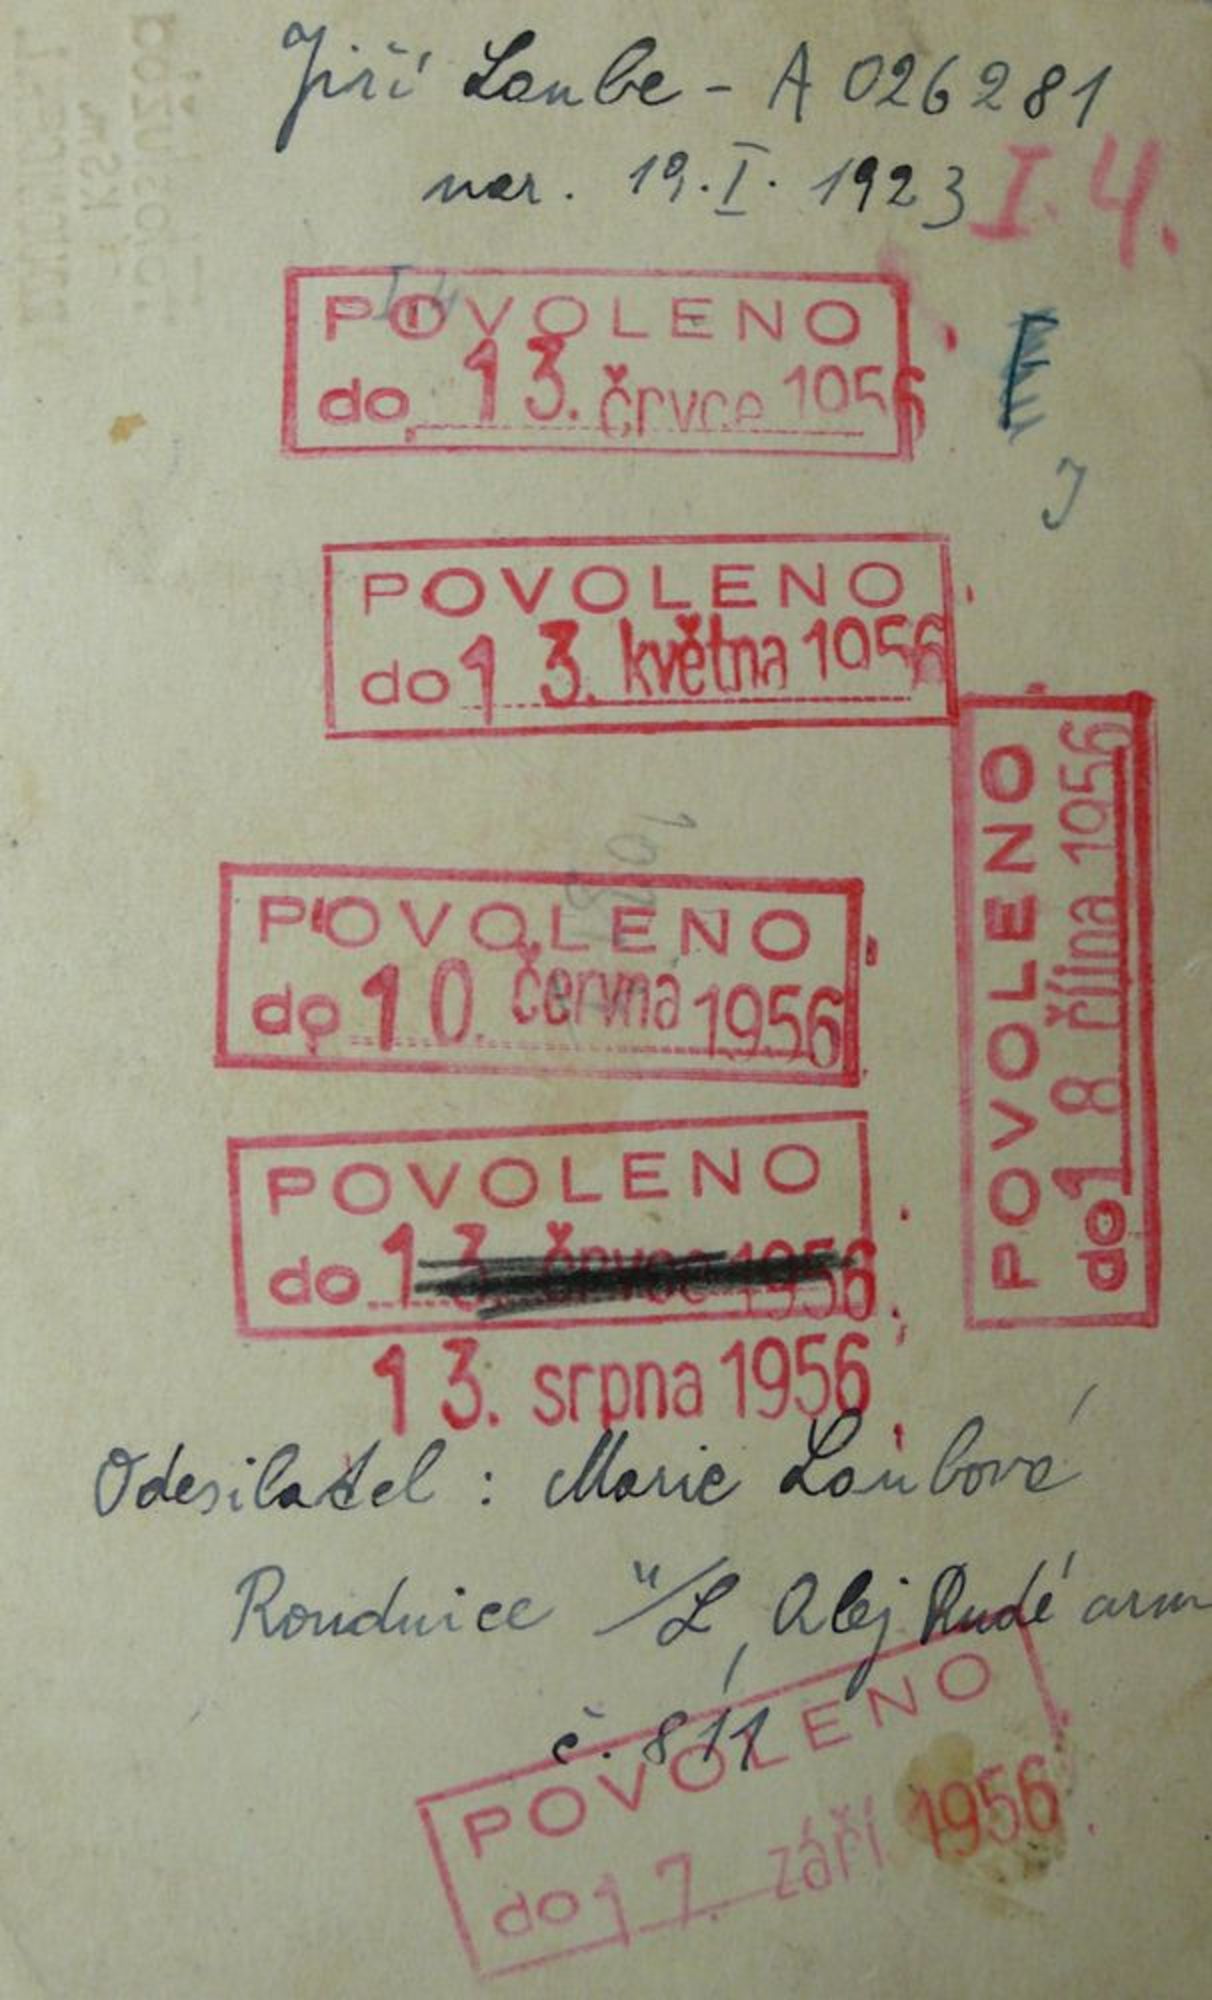 Jiří Laube - A 026281
nar. 19. I. 1923
I. 4.
POVOLENO
do 13. črvce 1956
POVOLENO
do 13. května 1956
POVOLENO
do 18 října 1956
POVOLENO
do 10. června 1956
POVOLENO
do 13. črvce 1956
13. srpna 1956
Odesilatel : Marie Laubová
Roudnice n/L, Alej Rudé arm
č. 811
POVOLENO
do 17. září 1956